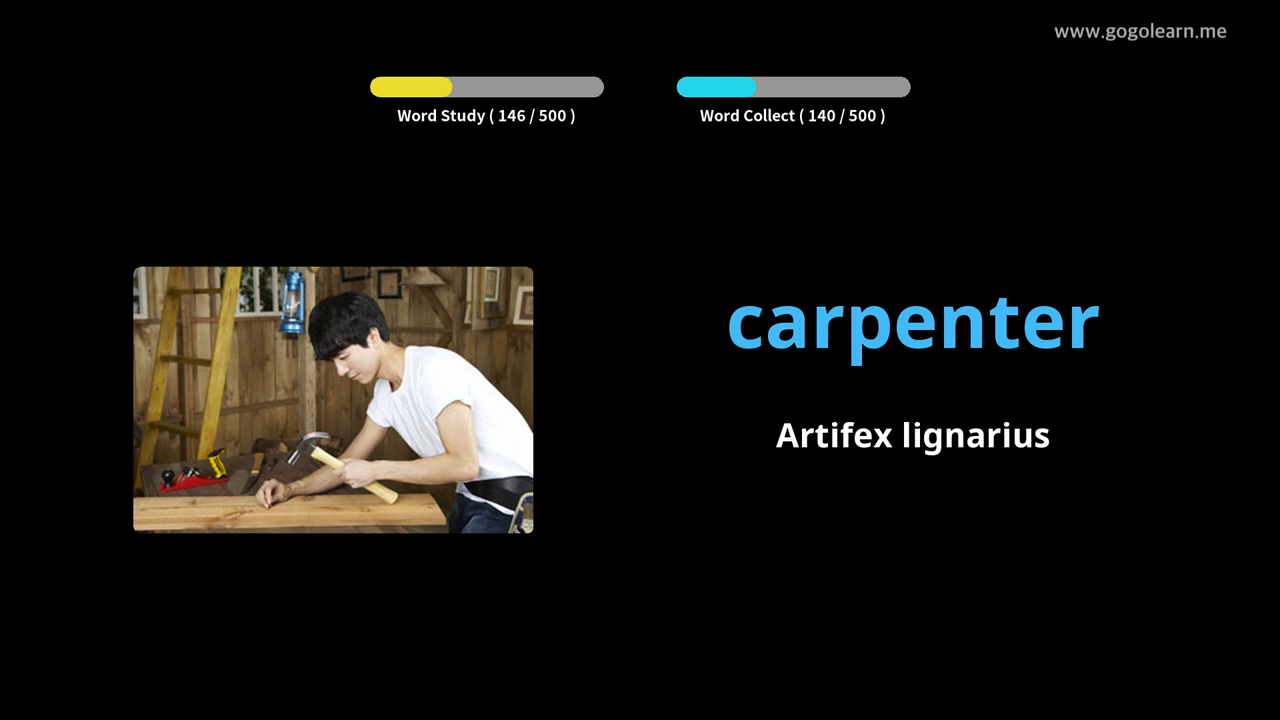 www.gogolearn.me
Word Study ( 146 / 500 )
Word Collect ( 140 / 500 )
carpenter
Artifex lignarius